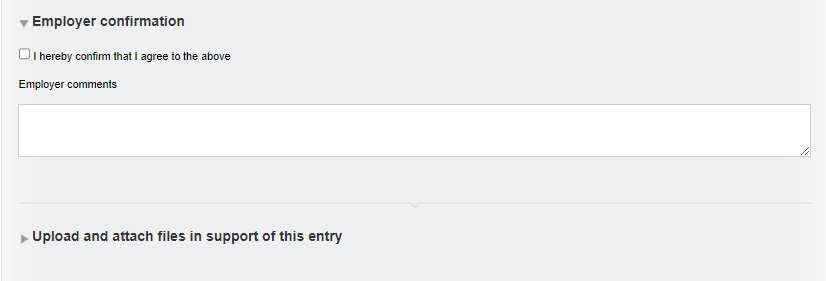 Employer confirmation
I hereby confirm that I agree to the above
Employer comments
Upload and attach files in support of this entry